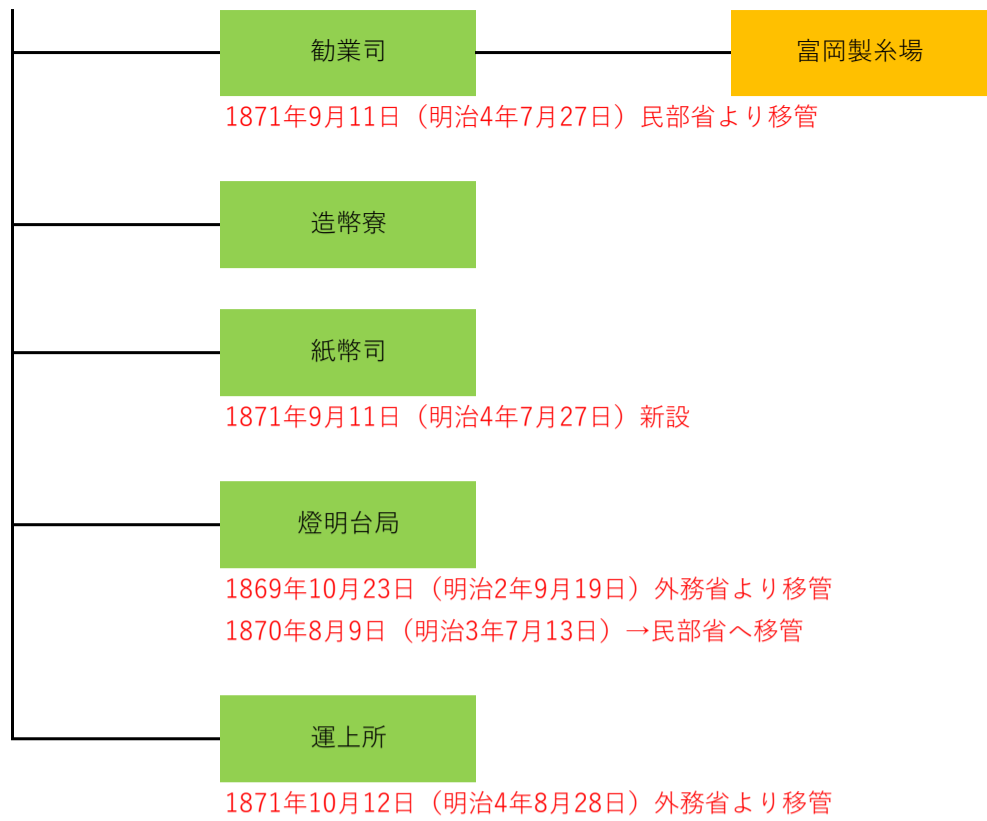 勧業司
富岡製糸場
1871年9月11日（明治4年7月27日）民部省より移管
造幣寮
紙幣司
1871年9月11日（明治4年7月27日）新設
燈明台局
1869年10月23日（明治2年9月19日）外務省より移管
1870年8月9日（明治3年7月13日）→民部省へ移管
運上所
1871年10月12日（明治4年8月28日）外務省より移管